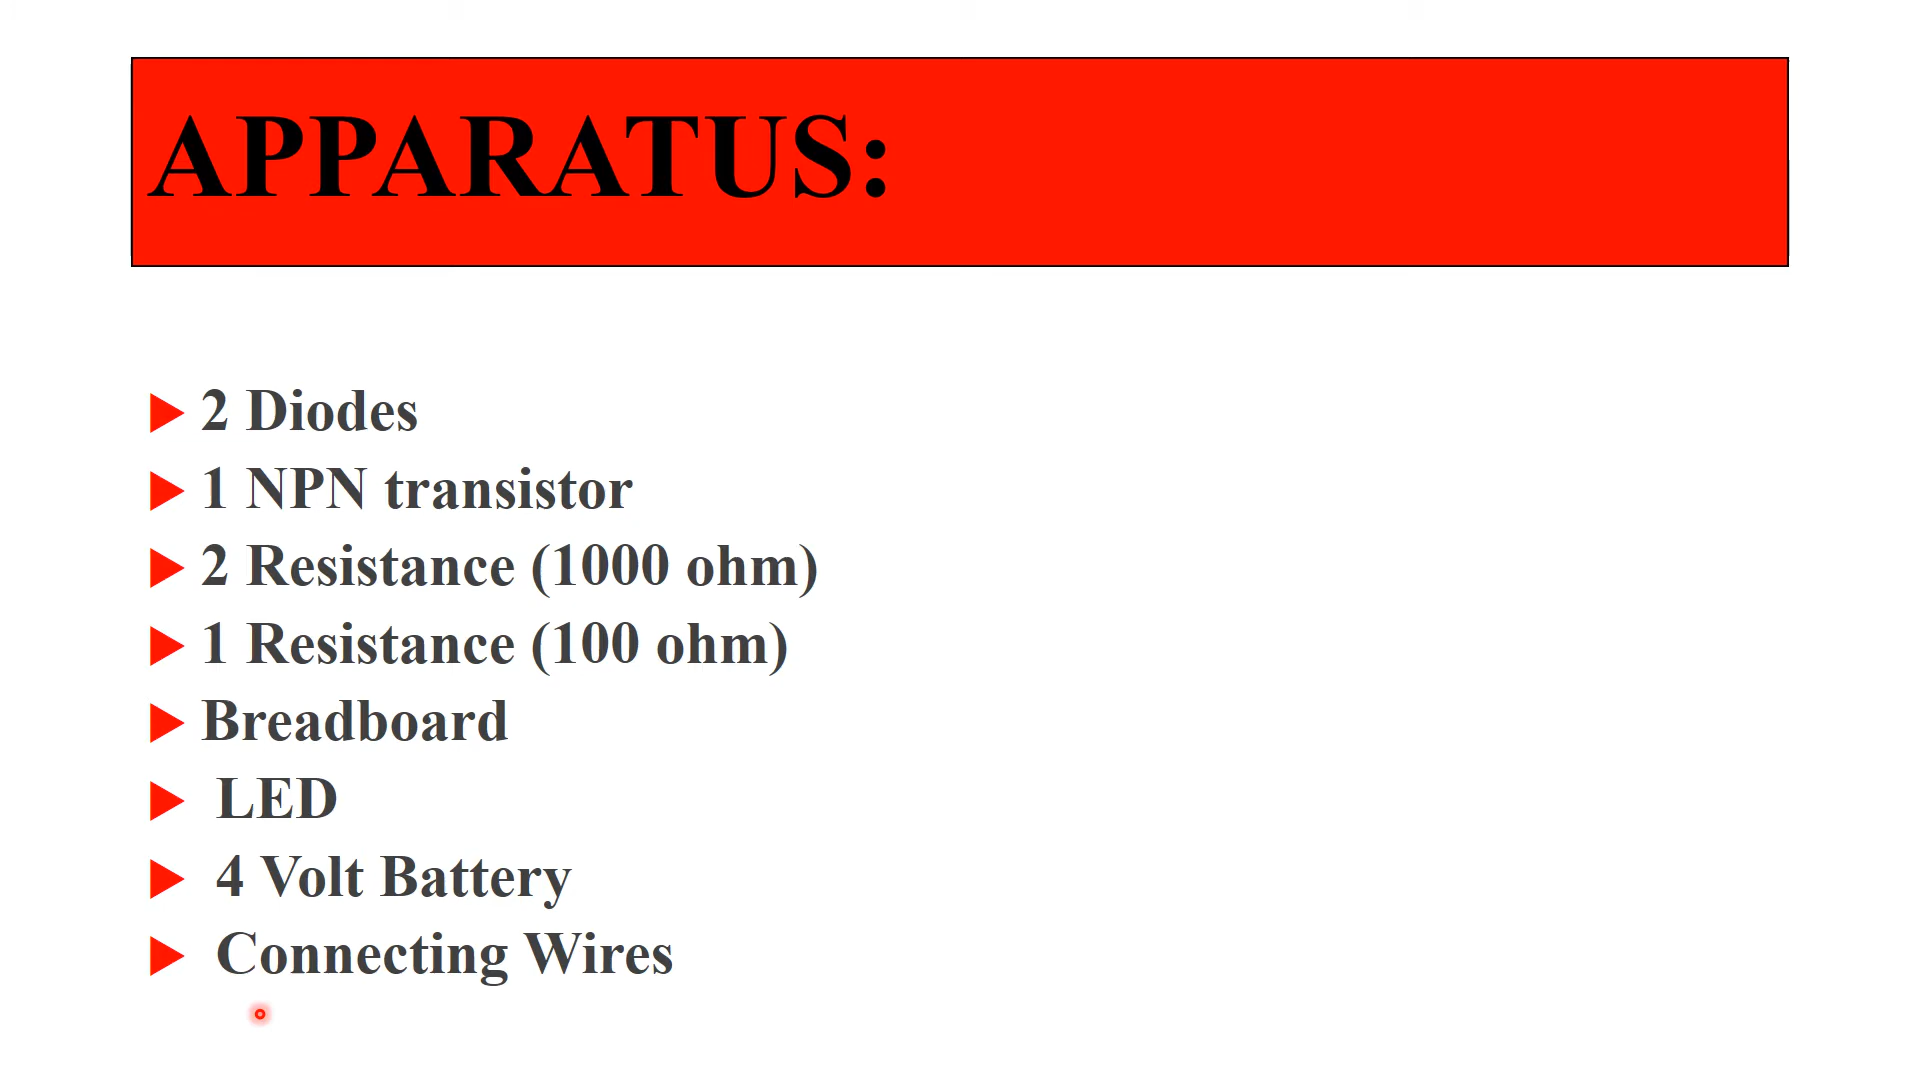 APPARATUS:
2 Diodes
1 NPN transistor
2 Resistance (1000 ohm)
1 Resistance (100 ohm)
Breadboard
LED
4 Volt Battery
Connecting Wires